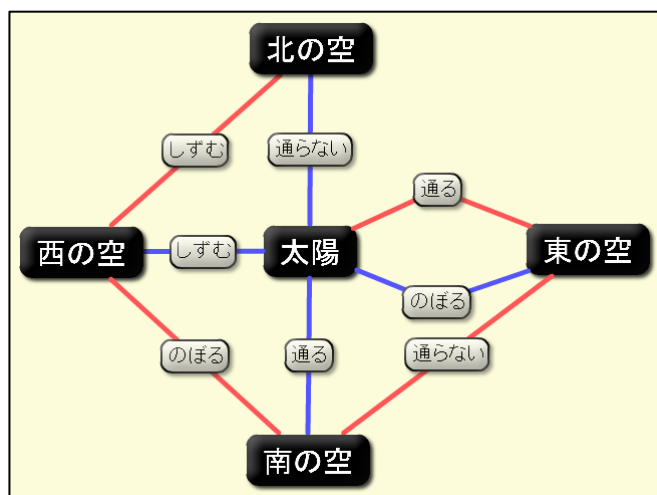 北の空
しずむ
通らない
通る
西の空
しずむ
太陽
東の空
のぼる
のぼる
通る
通らない
南の空